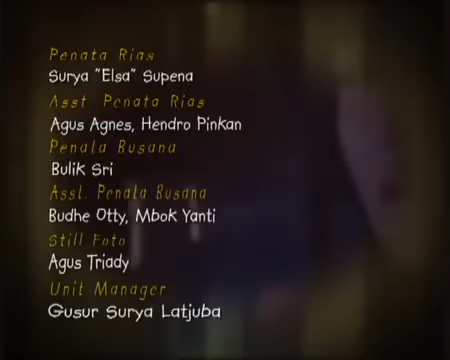 Penata Rias
Surya "Elsa" Supena
Asst. Penata Rias
Agus Agnes, Hendro Pinkan
Penata Busana
Bulik Sri
Asst. Penata Busana
Budhe Otty, Mbok Yanti
Still Foto
Agus Triady
Unit Manager
Gusur Surya Latjuba